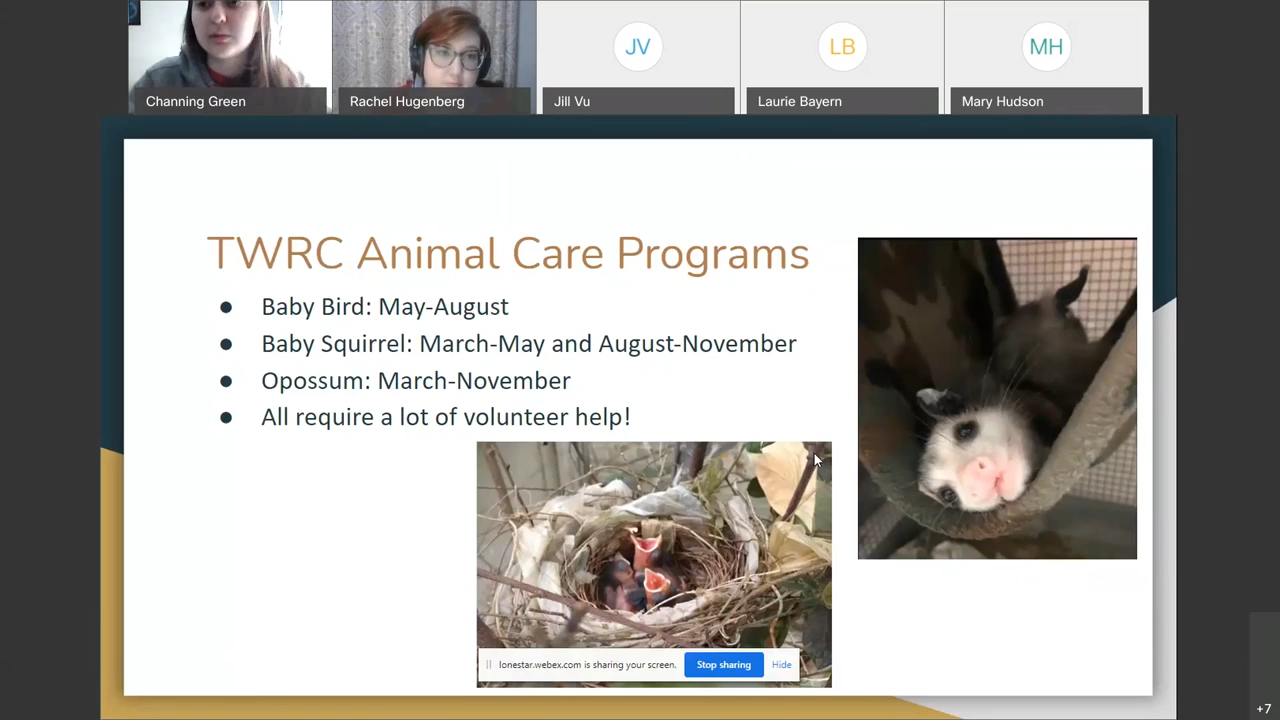 JV
LB
MH
Channing Green
Rachel Hugenberg
Jill Vu
Laurie Bayern
Mary Hudson
TWRC Animal Care Programs
● Baby Bird: May-August
● Baby Squirrel: March-May and August-November
● Opossum: March-November
● All require a lot of volunteer help!
lonestar.webex.com is sharing your screen.
Stop sharing
Hide
+7